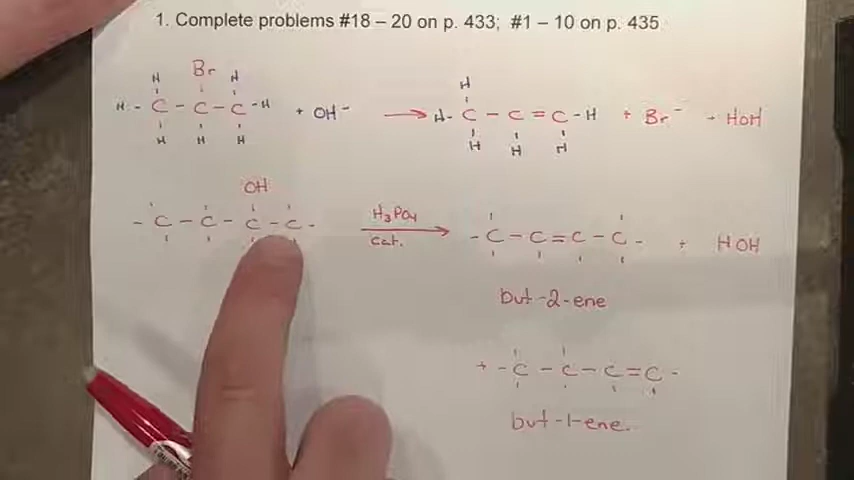 1. Complete problems #18 – 20 on p. 433; #1 – 10 on p. 435
H Br H
H - C - C - C - H + OH⁻ → H - C - C = C - H + Br⁻ + HOH
H H H H H H
H
OH
- C - C - C - C - H₃PO₄ cat. → - C - C = C - C - + HOH
but-2-ene
+ - C - C - C = C -
but-1-ene.